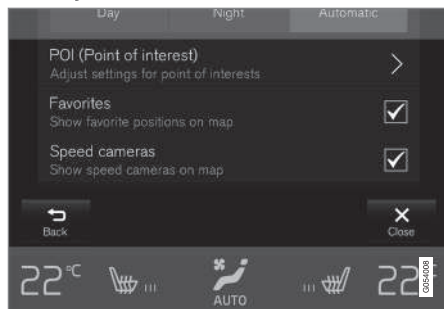 Day Night Automatic
POI (Point of interest)
Adjust settings for point of interests
Favorites
Show favorite positions on map
Speed cameras
Show speed cameras on map
Back Close
22°C AUTO 22°
G054008